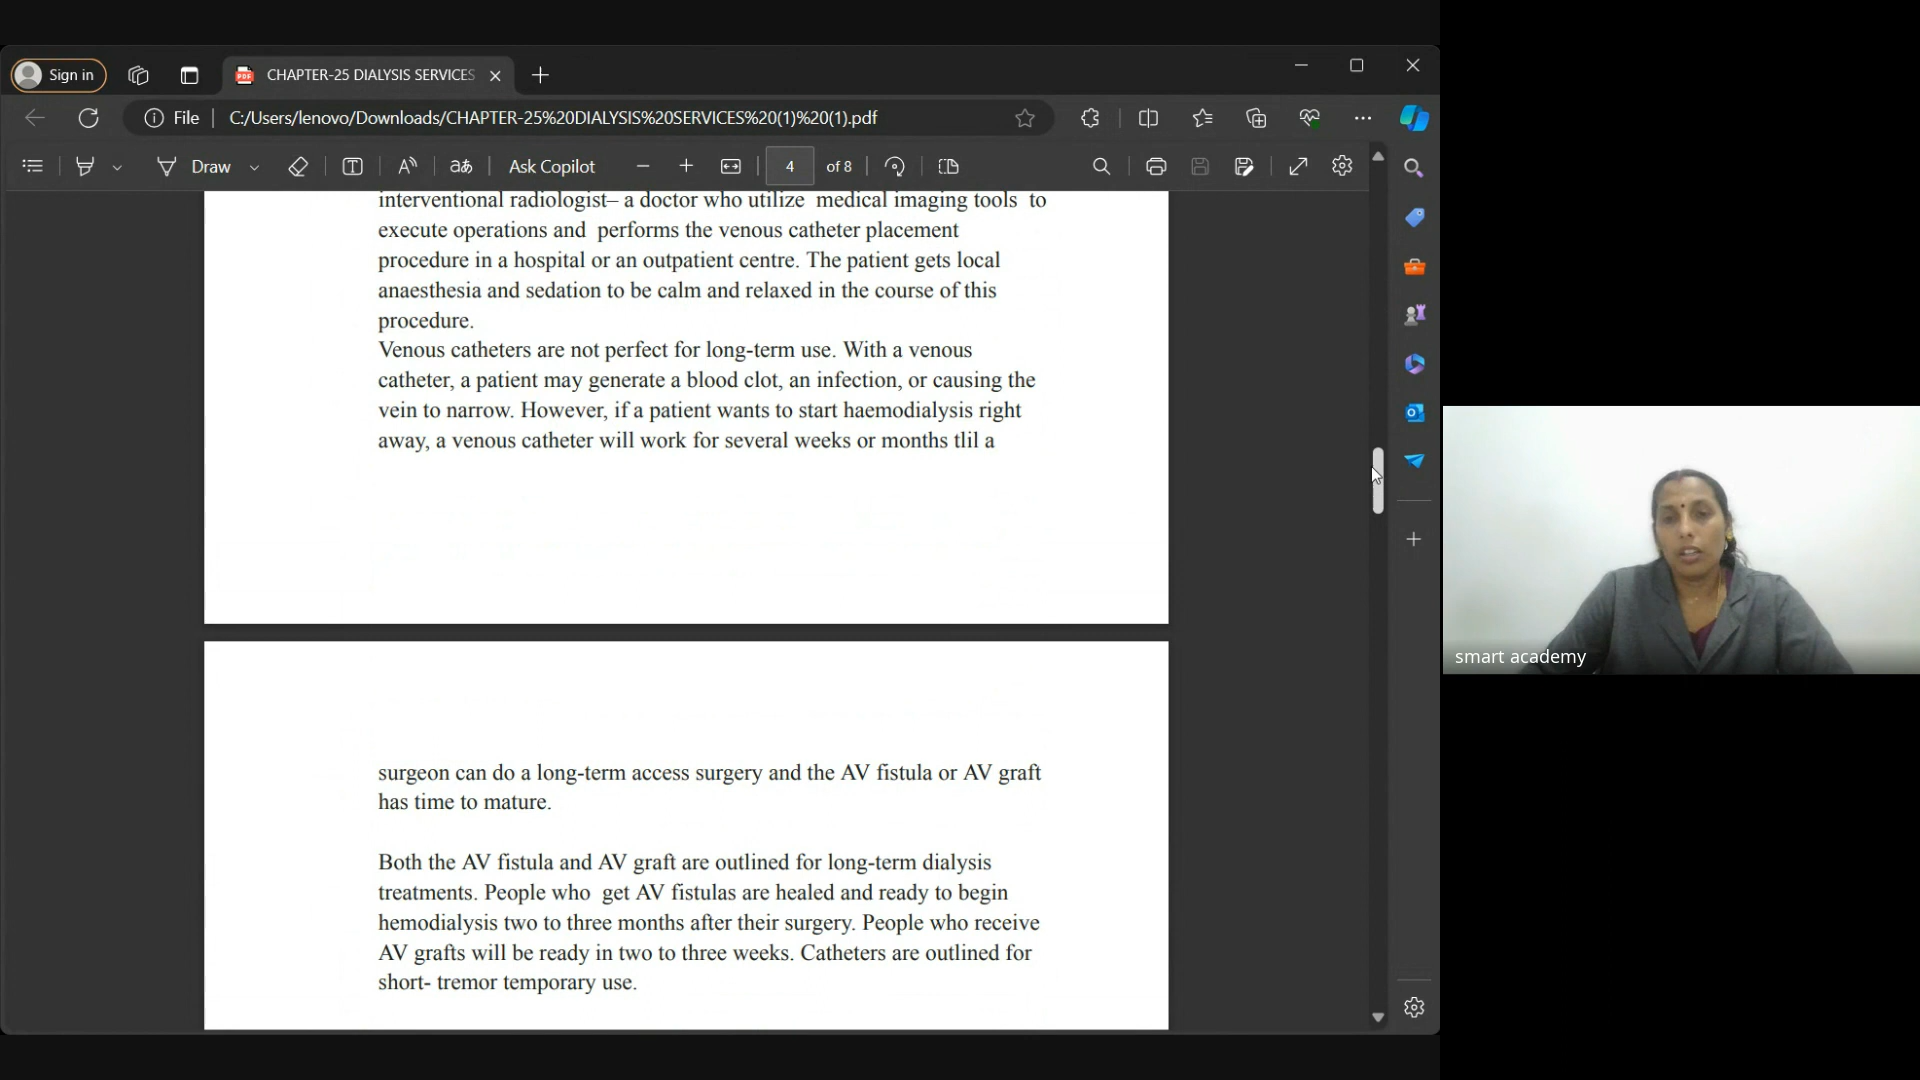 Sign in
CHAPTER-25 DIALYSIS SERVICES
File
C:/Users/lenovo/Downloads/CHAPTER-25%20DIALYSIS%20SERVICES%20(1)%20(1).pdf
Draw
Ask Copilot
4 of 8
interventional radiologist– a doctor who utilize medical imaging tools to
execute operations and performs the venous catheter placement
procedure in a hospital or an outpatient centre. The patient gets local
anaesthesia and sedation to be calm and relaxed in the course of this
procedure.
Venous catheters are not perfect for long-term use. With a venous
catheter, a patient may generate a blood clot, an infection, or causing the
vein to narrow. However, if a patient wants to start haemodialysis right
away, a venous catheter will work for several weeks or months tlil a
surgeon can do a long-term access surgery and the AV fistula or AV graft
has time to mature.
Both the AV fistula and AV graft are outlined for long-term dialysis
treatments. People who get AV fistulas are healed and ready to begin
hemodialysis two to three months after their surgery. People who receive
AV grafts will be ready in two to three weeks. Catheters are outlined for
short- tremor temporary use.
smart academy